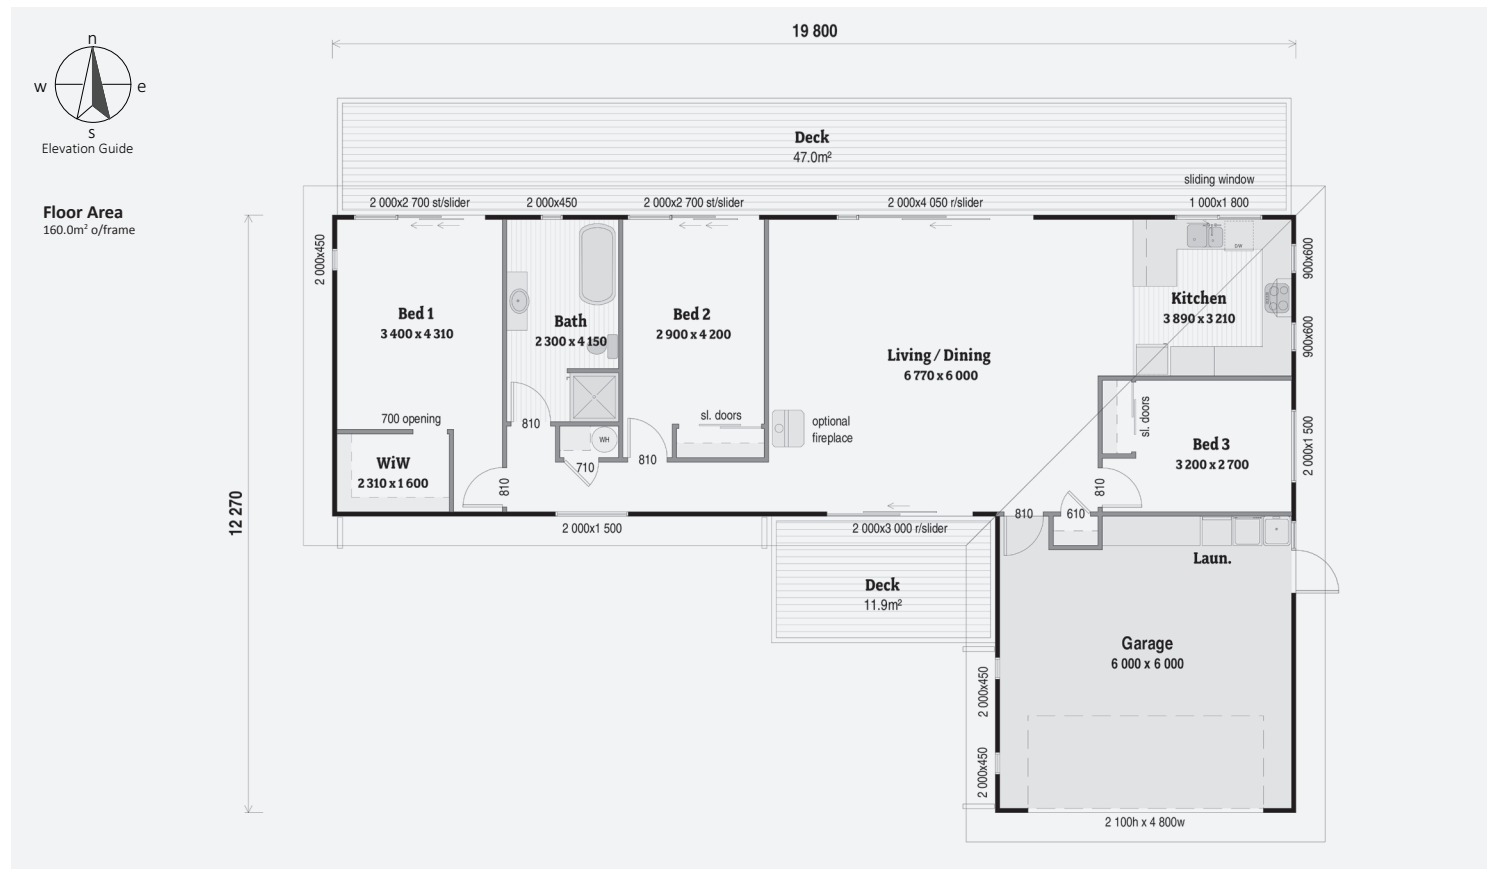 19 800
n
w
e
s
Elevation Guide
Deck
47.0m²
sliding window
Floor Area
160.0m² o/frame
2 000x2 700 st/slider
2 000x450
2 000x2 700 st/slider
2 000x4 050 r/slider
1 000x1 800
2 000x450
900x600
DW
Bed 1
3 400 x 4 310
Bath
2 300 x 4 150
Bed 2
2 900 x 4 200
Kitchen
3 890 x 3 210
900x600
Living / Dining
6 770 x 6 000
700 opening
810
sl. doors
optional
fireplace
sl. doors
WH
2 000x1 500
WiW
2 310 x 1 600
810
710
810
Bed 3
3 200 x 2 700
810
12 270
2 000x1 500
2 000x3 000 r/slider
810
610
Laun.
Deck
11.9m²
Garage
6 000 x 6 000
2 000x450
2 000x450
2 100h x 4 800w